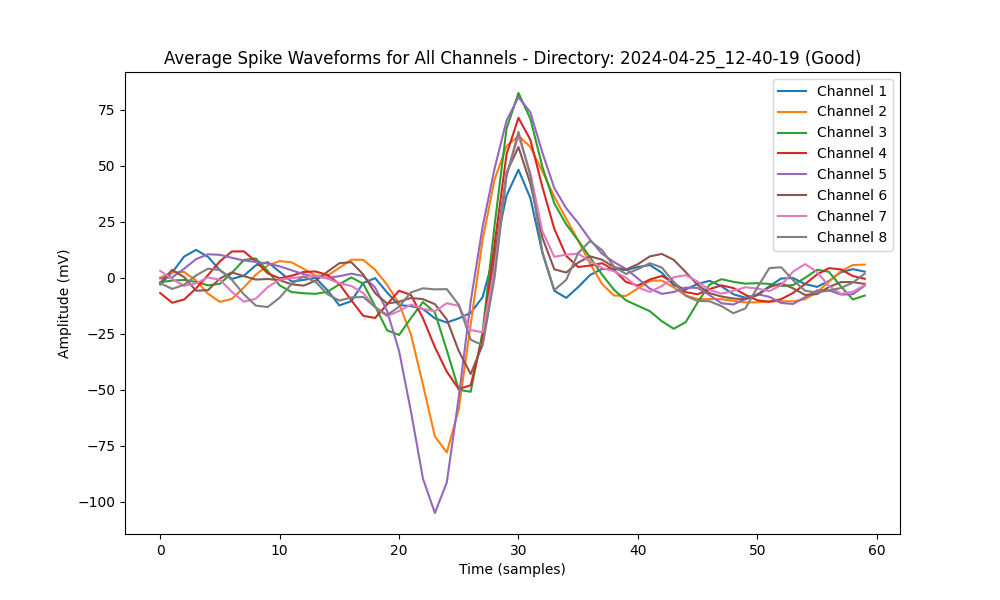 Average Spike Waveforms for All Channels - Directory: 2024-04-25_12-40-19 (Good)
Channel 1
Channel 2
Channel 3
Channel 4
Channel 5
Channel 6
Channel 7
Channel 8
Amplitude (mV)
75
50
25
0
−25
−50
−75
−100
0 10 20 30 40 50 60
Time (samples)